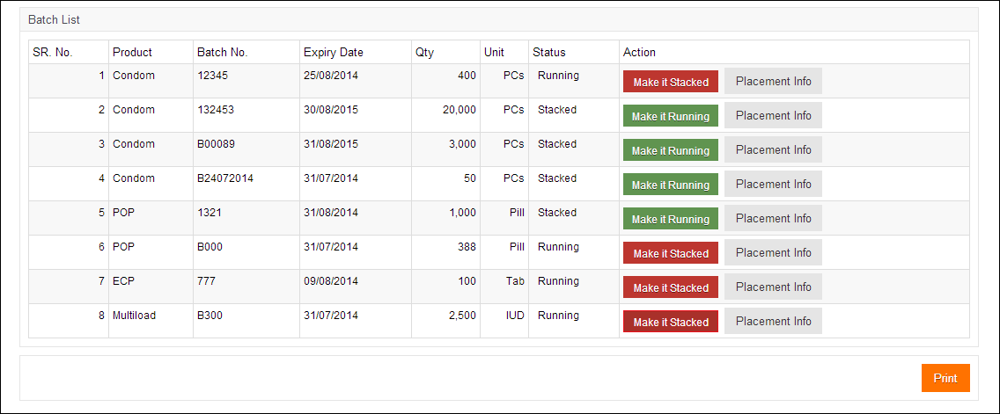 Batch List
SR. No. Product Batch No. Expiry Date Qty Unit Status Action
1 Condom 12345 25/08/2014 400 PCs Running Make it Stacked Placement Info
2 Condom 132453 30/08/2015 20,000 PCs Stacked Make it Running Placement Info
3 Condom B00089 31/08/2015 3,000 PCs Stacked Make it Running Placement Info
4 Condom B24072014 31/07/2014 50 PCs Stacked Make it Running Placement Info
5 POP 1321 31/08/2014 1,000 Pill Stacked Make it Running Placement Info
6 POP B000 31/07/2014 388 Pill Running Make it Stacked Placement Info
7 ECP 777 09/08/2014 100 Tab Running Make it Stacked Placement Info
8 Multiload B300 31/07/2014 2,500 IUD Running Make it Stacked Placement Info
Print